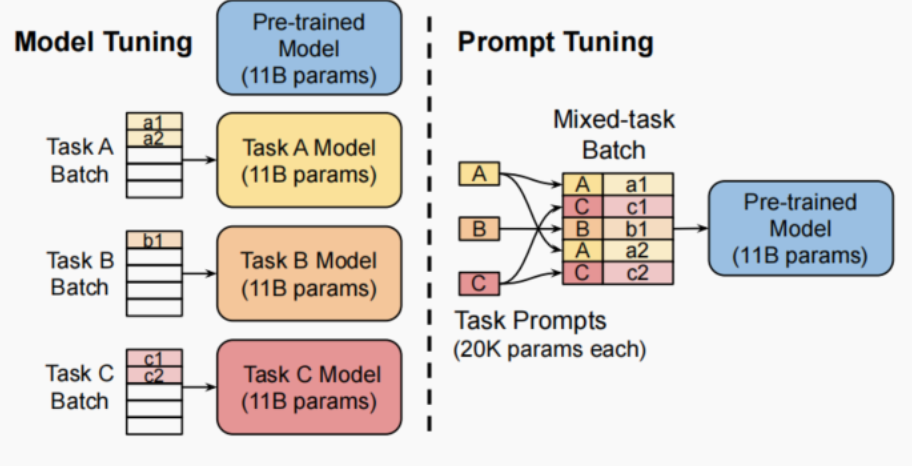 Model Tuning
Pre-trained
Model
(11B params)
Task A
Batch
a1
a2
Task A Model
(11B params)
Task B
Batch
b1
Task B Model
(11B params)
Task C
Batch
c1
c2
Task C Model
(11B params)
Prompt Tuning
Mixed-task
Batch
A
B
C
A a1
C c1
B b1
A a2
C c2
Pre-trained
Model
(11B params)
Task Prompts
(20K params each)